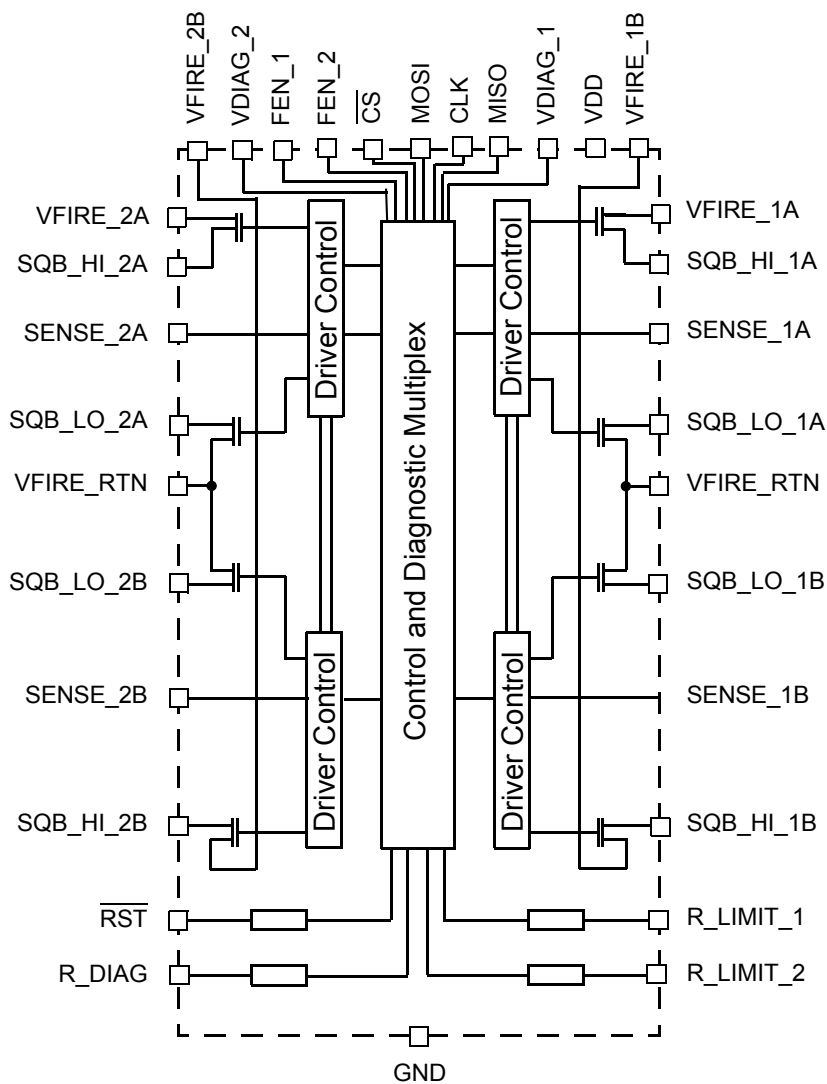 VFIRE_2B
VDIAG_2
FEN_1
FEN_2
CS
MOSI
CLK
MISO
VDIAG_1
VDD
VFIRE_1B
VFIRE_2A
SQB_HI_2A
SENSE_2A
SQB_LO_2A
VFIRE_RTN
SQB_LO_2B
SENSE_2B
SQB_HI_2B
RST
R_DIAG
Driver Control
Driver Control
Control and Diagnostic Multiplex
Driver Control
Driver Control
VFIRE_1A
SQB_HI_1A
SENSE_1A
SQB_LO_1A
VFIRE_RTN
SQB_LO_1B
SENSE_1B
SQB_HI_1B
R_LIMIT_1
R_LIMIT_2
GND